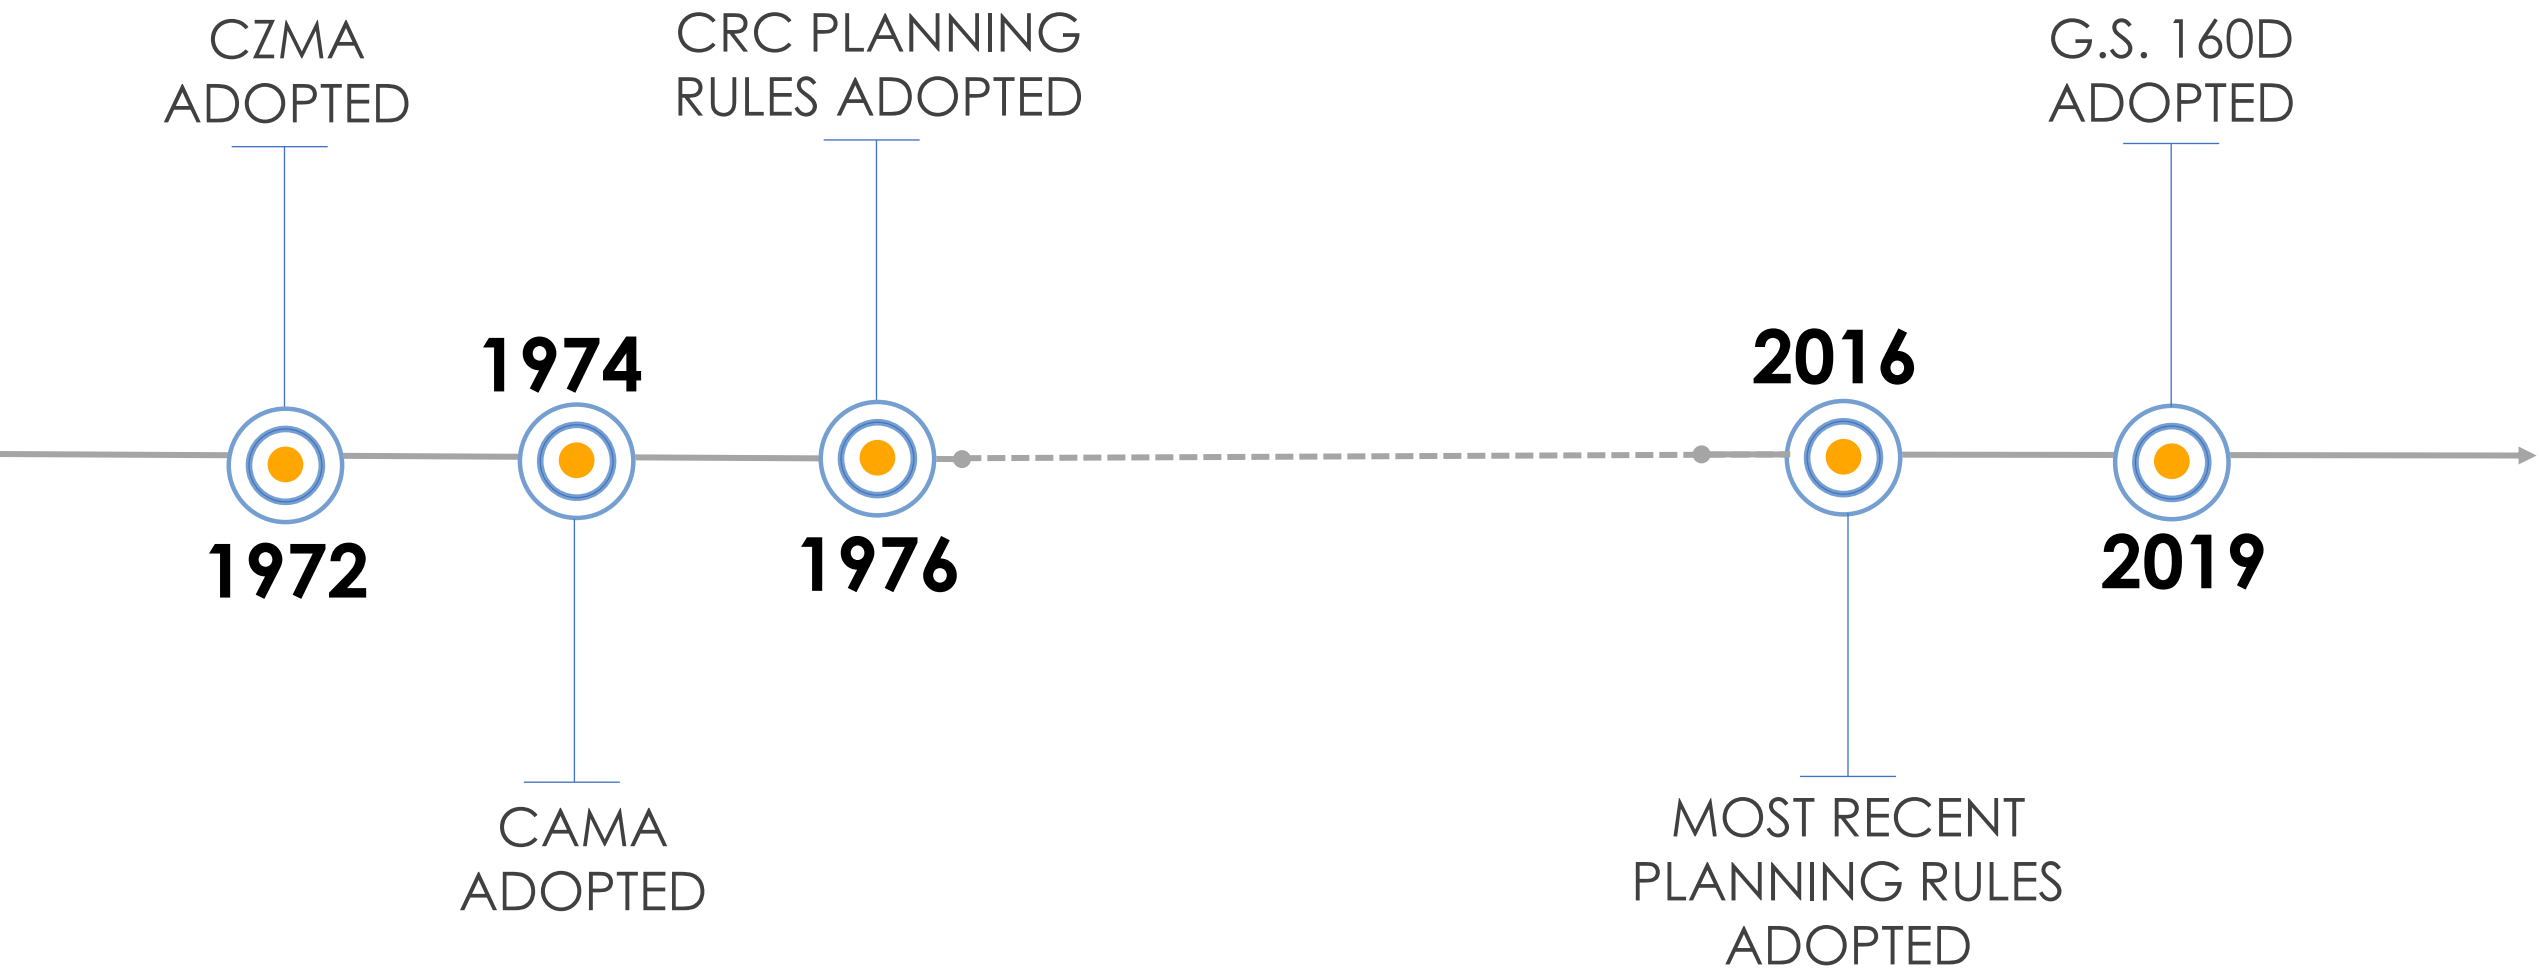 CZMA
ADOPTED
1972
1974
CAMA
ADOPTED
CRC PLANNING
RULES ADOPTED
1976
2016
MOST RECENT
PLANNING RULES
ADOPTED
G.S. 160D
ADOPTED
2019